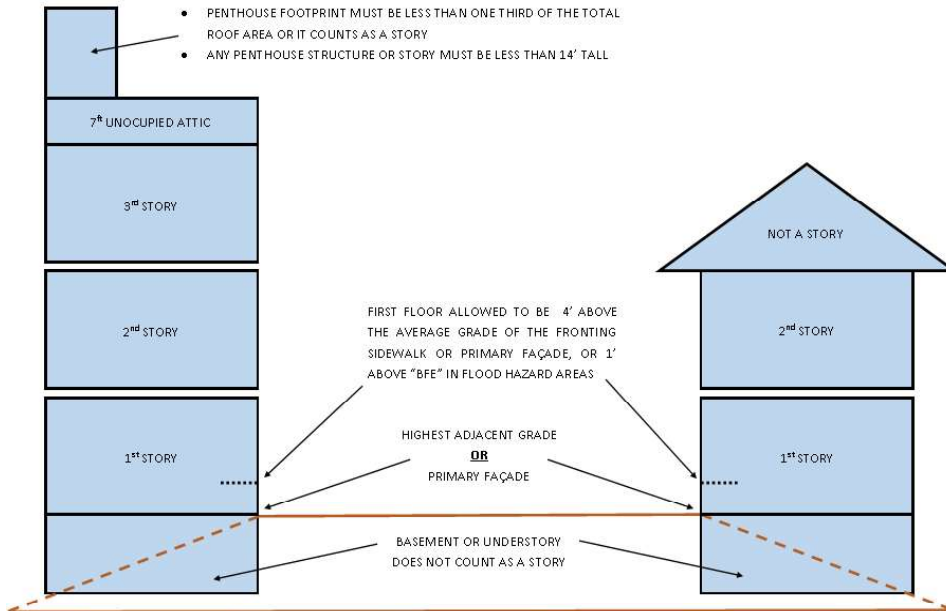 • PENTHOUSE FOOTPRINT MUST BE LESS THAN ONE THIRD OF THE TOTAL
ROOF AREA OR IT COUNTS AS A STORY
• ANY PENTHOUSE STRUCTURE OR STORY MUST BE LESS THAN 14’ TALL
7ft UNOCUPIED ATTIC
3rd STORY
NOT A STORY
2nd STORY
FIRST FLOOR ALLOWED TO BE 4’ ABOVE
THE AVERAGE GRADE OF THE FRONTING
SIDEWALK OR PRIMARY FAÇADE, OR 1’
ABOVE “BFE” IN FLOOD HAZARD AREAS
2nd STORY
1st STORY
HIGHEST ADJACENT GRADE
OR
PRIMARY FAÇADE
1st STORY
BASEMENT OR UNDERSTORY
DOES NOT COUNT AS A STORY